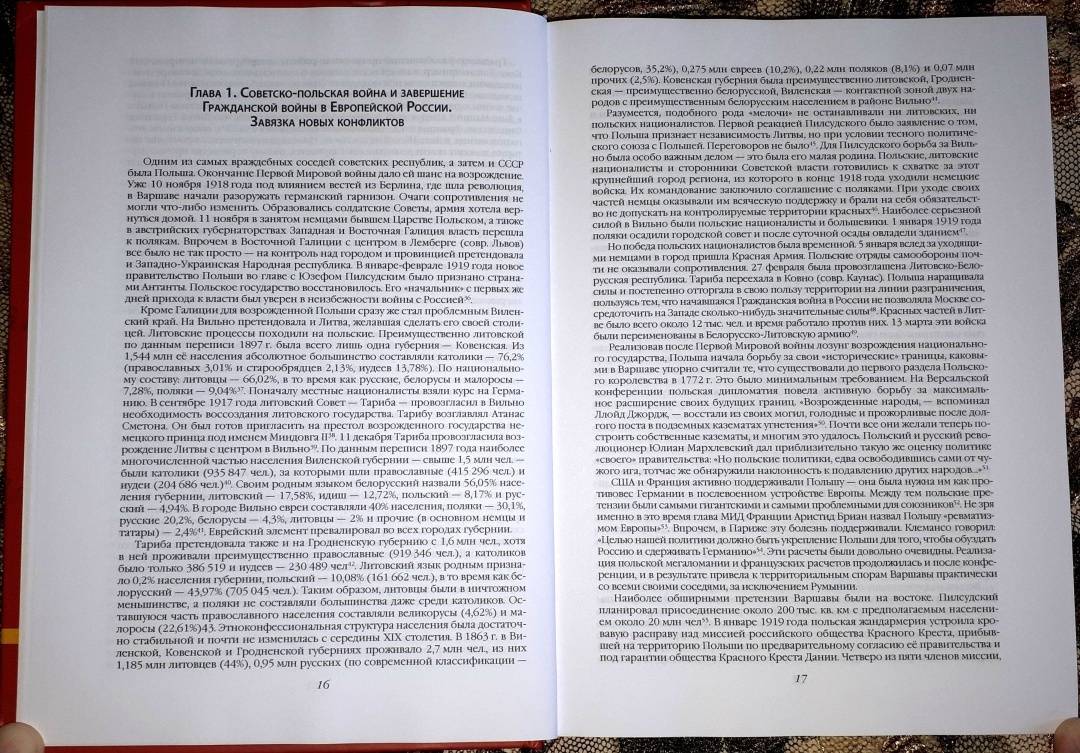 Глава 1. Советско-польская война и завершение
Гражданской войны в Европейской России.
Завязка новых конфликтов
Одним из самых враждебных соседей советских республик, а затем и СССР
была Польша. Окончание Первой Мировой войны дало ей шанс на возрождение.
Уже 10 ноября 1918 года под влиянием вестей из Берлина, где шла революция,
в Варшаве начали разоружать германский гарнизон. Очаги сопротивления не
могли что-либо изменить. Образовались солдатские Советы, армия хотела вер-
нуться домой. 11 ноября в занятом немцами бывшем Царстве Польском, а также
в австрийских губернаторствах Западная и Восточная Галиция власть перешла
к полякам. Впрочем в Восточной Галиции с центром в Лемберге (совр. Львов)
все было не так просто — на контроль над городом и провинцией претендовала
и Западно-Украинская Народная республика. В январе-феврале 1919 года новое
правительство Польши во главе с Юзефом Пилсудским было признано страна-
ми Антанты. Польское государство восстановилось. Его «начальник» с первых же
дней прихода к власти был уверен в неизбежности войны с Россией³⁶.
Кроме Галиции для возрожденной Польши сразу же стал проблемным Вилен-
ский край. На Вильно претендовала и Литва, желавшая сделать его своей столи-
цей. Литовские процессы походили на польские. Преимущественно литовской
по данным переписи 1897 г. была всего лишь одна губерния — Ковенская. Из
1,544 млн её населения абсолютное большинство составляли католики — 76,2%
(православных 3,01% и старообрядцев 2,13%, иудеев 13,78%). По национально-
му составу: литовцы — 66,02%, в то время как русские, белорусы и малоросы —
7,28%, поляки — 9,04%³⁷. Поначалу местные националисты взяли курс на Герма-
нию. В сентябре 1917 года литовский Совет — Тариба — провозгласил в Вильно
необходимость воссоздания литовского государства. Тарибу возглавлял Атанас
Сметона. Он был готов пригласить на престол возрожденного государства не-
мецкого принца под именем Миндовга II³⁸. 11 декабря Тариба провозгласила воз-
рождение Литвы с центром в Вильно³⁹. По данным переписи 1897 года наиболее
многочисленной частью населения Виленской губернии — свыше 1,5 млн чел. —
были католики (935 847 чел.), за которыми шли православные (415 296 чел.) и
иудеи (204 686 чел.)⁴⁰. Своим родным языком белорусский назвали 56,05% насе-
ления губернии, литовский — 17,58%, идиш — 12,72%, польский — 8,17% и рус-
ский — 4,94%. В городе Вильно евреи составляли 40% населения, поляки — 30,1%,
русские 20,2%, белорусы — 4,3%, литовцы — 2% и прочие (в основном немцы и
татары) — 2,4%⁴¹. Еврейский элемент превалировал во всех городах губернии.
Тариба претендовала также и на Гродненскую губернию с 1,6 млн чел., хотя
в ней проживали преимущественно православные (919 346 чел.), а католиков
было только 386 519 и иудеев — 230 489 чел⁴². Литовский язык родным призна-
ло 0,2% населения губернии, польский — 10,08% (161 662 чел.), в то время как бе-
лорусский — 43,97% (705 045 чел.). Таким образом, литовцы были в ничтожном
меньшинстве, а поляки не составляли большинства даже среди католиков. Ос-
тавшуюся часть православного населения составляли великорусы (4,62%) и ма-
лоросы (22,61%)43. Этноконфессиональная структура населения была достаточ-
но стабильной и почти не изменилась с середины XIX столетия. В 1863 г. в Ви-
ленской, Ковенской и Гродненской губерниях проживало 2,7 млн чел., из них
1,185 млн литовцев (44%), 0,95 млн русских (по современной классификации —
16
белорусов, 35,2%), 0,275 млн евреев (10,2%), 0,22 млн поляков (8,1%) и 0,07 млн
прочих (2,5%). Ковенская губерния была преимущественно литовской, Гроднен-
ская — преимущественно белорусской, Виленская — контактной зоной двух на-
родов с преимущественным белорусским населением в районе Вильно⁴⁴.
Разумеется, подобного рода «мелочи» не останавливали ни литовских, ни
польских националистов. Первой реакцией Пилсудского было заявление о том,
что Польша признает независимость Литвы, но при условии тесного политичес-
кого союза с Польшей. Переговоров не было⁴⁵. Для Пилсудского борьба за Виль-
но была особо важным делом — это была его малая родина. Польские, литовские
националисты и сторонники Советской власти готовились к схватке за этот
крупнейший город региона, из которого в конце 1918 года уходили немецкие
войска. Их командование заключило соглашение с поляками. При уходе своих
частей немцы оказывали им всяческую поддержку и брали на себя обязательст-
во не допускать на контролируемые территории красных⁴⁶. Наиболее серьезной
силой в Вильно были польские националисты и большевики. 1 января 1919 года
поляки осадили городской совет и после суточной осады овладели зданием⁴⁷.
Но победа польских националистов была временной. 5 января вслед за уходящи-
ми немцами в город пришла Красная Армия. Польские отряды самообороны поч-
ти не оказывали сопротивления. 27 февраля была провозглашена Литовско-Бело-
русская республика. Тариба переехала в Ковно (совр. Каунас). Польша наращивала
силы и постепенно отторгала в свою пользу территории на линии разграничения,
пользуясь тем, что начавшаяся Гражданская война в России не позволяла Москве со-
средоточить на Западе сколько-нибудь значительные силы⁴⁸. Красных частей в Лит-
ве было всего около 12 тыс. чел. и время работало против них. 13 марта эти войска
были переименованы в Белорусско-Литовскую армию⁴⁹.
Реализовав после Первой Мировой войны лозунг возрождения национально-
го государства, Польша начала борьбу за свои «исторические» границы, каковы-
ми в Варшаве упорно считали те, что существовали до первого раздела Польско-
го королевства в 1772 г. Это было минимальным требованием. На Версальской
конференции польская дипломатия повела активную борьбу за максималь-
ное расширение своих будущих границ. «Возрожденные народы, — вспоминал
Ллойд Джордж, — восстали из своих могил, голодные и прожорливые после дол-
гого поста в подземных казематах угнетения»⁵⁰. Почти все они желали теперь по-
строить собственные казематы, и многим это удалось. Польский и русский рево-
люционер Юлиан Мархлевский дал приблизительно такую же оценку политике
«своего» правительства: «Но польские политики, едва освободившись сами от чу-
жого ига, тотчас же обнаружили наклонность к подавлению других народов...»⁵¹
США и Франция активно поддерживали Польшу — она была нужна им как про-
тивовес Германии в послевоенном устройстве Европы. Между тем польские пре-
тензии были самыми гигантскими и самыми проблемными для союзников⁵². Не зря
именно в это время глава МИД Франции Аристид Бриан назвал Польшу «ревматиз-
мом Европы»⁵³. Впрочем, в Париже эту болезнь поддерживали. Клемансо говорил:
«Целью нашей политики должно быть укрепление Польши для того, чтобы обуздать
Россию и сдерживать Германию»⁵⁴. Эти расчеты были довольно очевидны. Реализа-
ция польской мегаломании и французских расчетов продолжилась и после конфе-
ренции, и в результате привела к территориальным спорам Варшавы практически
со всеми своими соседями, за исключением Румынии.
Наиболее обширными претензии Варшавы были на востоке. Пилсудский
планировал присоединение около 200 тыс. кв. км с предполагаемым населени-
ем около 20 млн чел⁵⁵. В январе 1919 года польская жандармерия устроила кро-
вавую расправу над миссией российского общества Красного Креста, прибыв-
шей на территорию Польши по предварительному согласию её правительства и
под гарантии общества Красного Креста Дании. Четверо из пяти членов миссии,
17